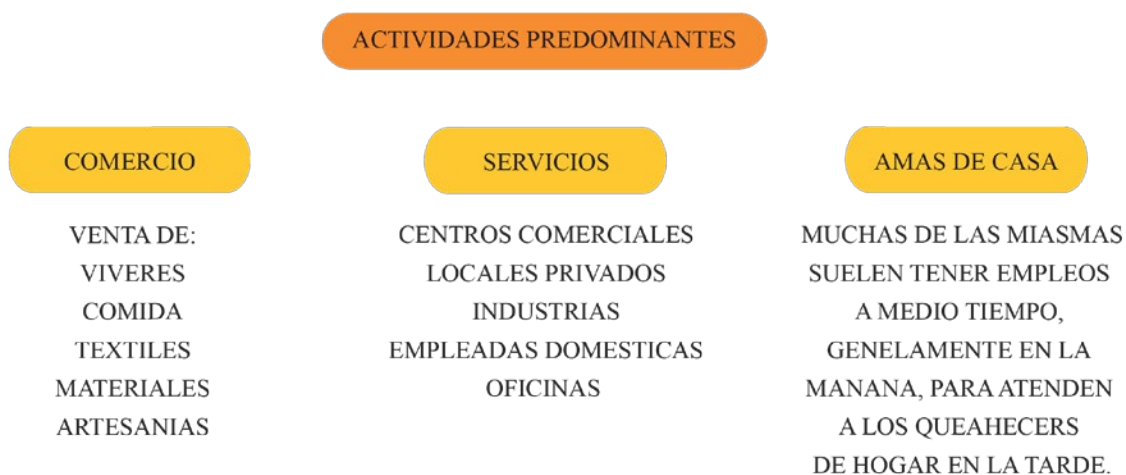 ACTIVIDADES PREDOMINANTES
COMERCIO
VENTA DE:
VIVERES
COMIDA
TEXTILES
MATERIALES
ARTESANIAS
SERVICIOS
CENTROS COMERCIALES
LOCALES PRIVADOS
INDUSTRIAS
EMPLEADAS DOMESTICAS
OFICINAS
AMAS DE CASA
MUCHAS DE LAS MIASMAS
SUELEN TENER EMPLEOS
A MEDIO TIEMPO,
GENELAMENTE EN LA
MANANA, PARA ATENDEN
A LOS QUEAHECERS
DE HOGAR EN LA TARDE.